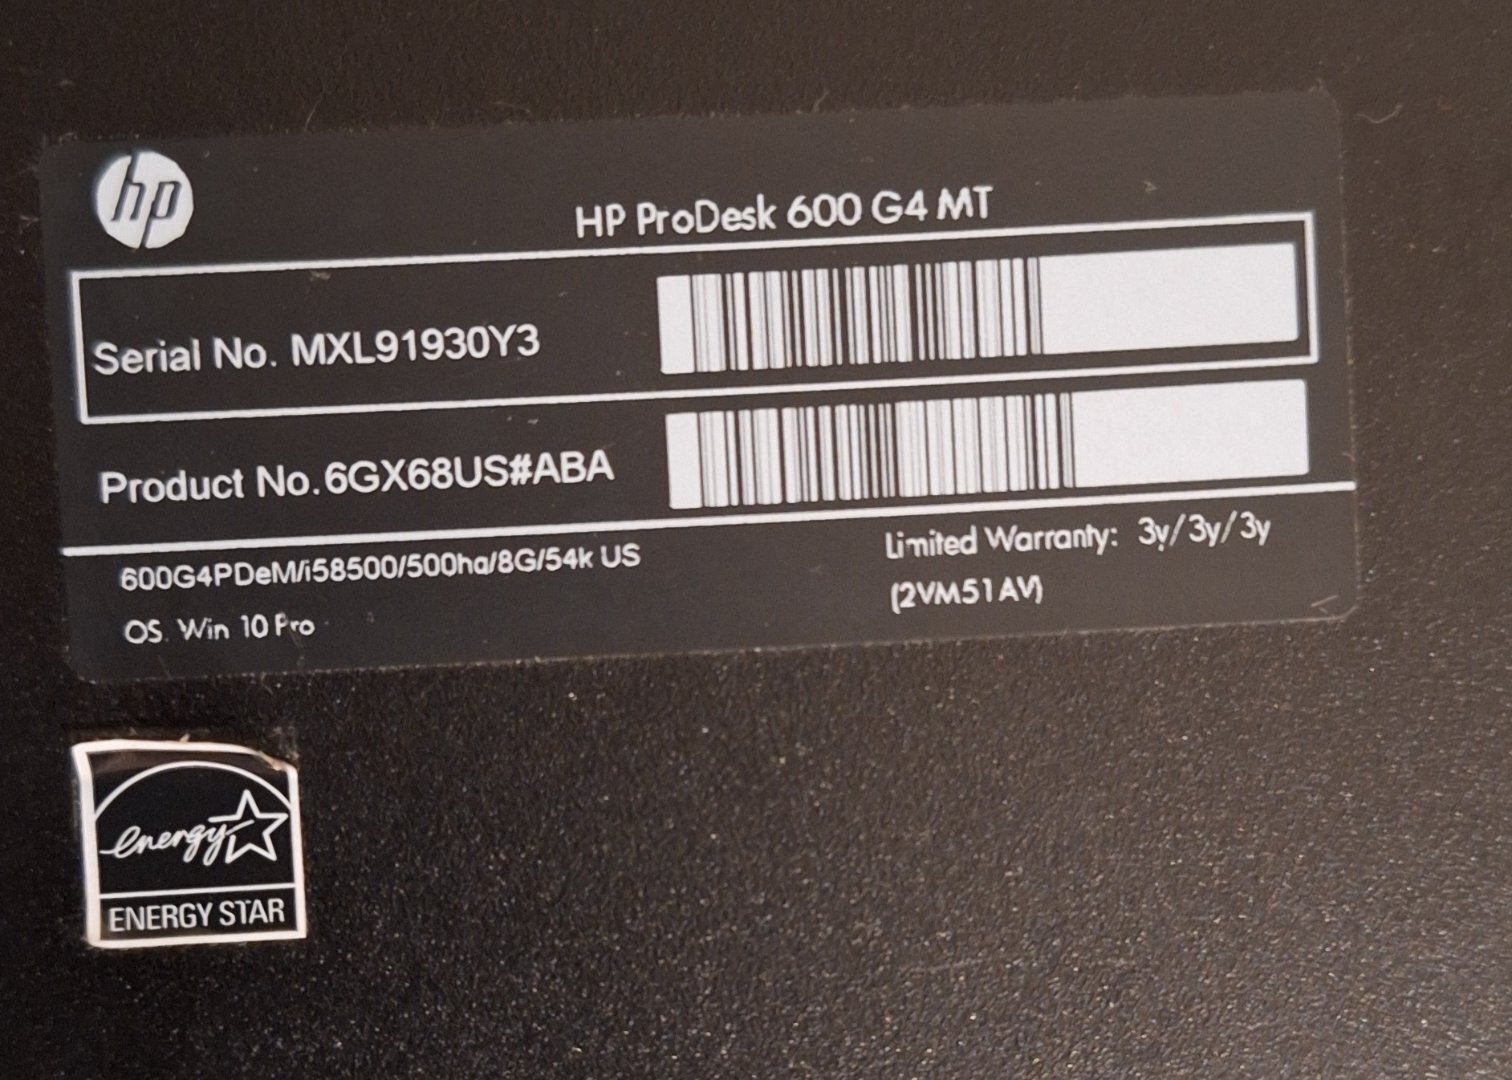 hp
HP ProDesk 600 G4 MT
Serial No. MXL91930Y3
Product No. 6GX68US#ABA
600G4PDeM/i58500/500ha/8G/54k US
Limited Warranty: 3y/3y/3y
OS. Win 10 Pro
(2VM51AV)
energy
ENERGY STAR